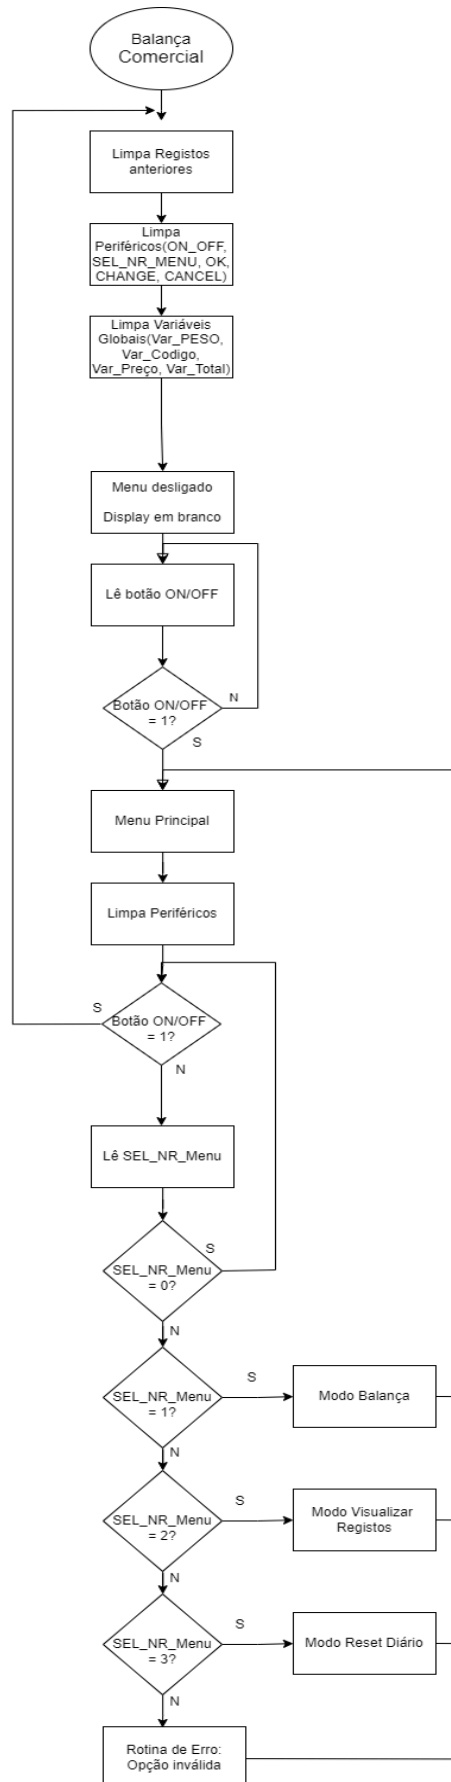 Balança
Comercial
Limpa Registos
anteriores
Limpa
Periféricos(ON_OFF,
SEL_NR_MENU, OK,
CHANGE, CANCEL)
Limpa Variáveis
Globais(Var_PESO,
Var_Codigo,
Var_Preço, Var_Total)
Menu desligado
Display em branco
Lê botão ON/OFF
Botão ON/OFF
= 1?
N
S
Menu Principal
Limpa Periféricos
S
Botão ON/OFF
= 1?
N
Lê SEL_NR_Menu
S
SEL_NR_Menu
= 0?
N
SEL_NR_Menu
= 1?
S
Modo Balança
N
SEL_NR_Menu
= 2?
S
Modo Visualizar
Registos
N
SEL_NR_Menu
= 3?
S
Modo Reset Diário
N
Rotina de Erro:
Opção inválida